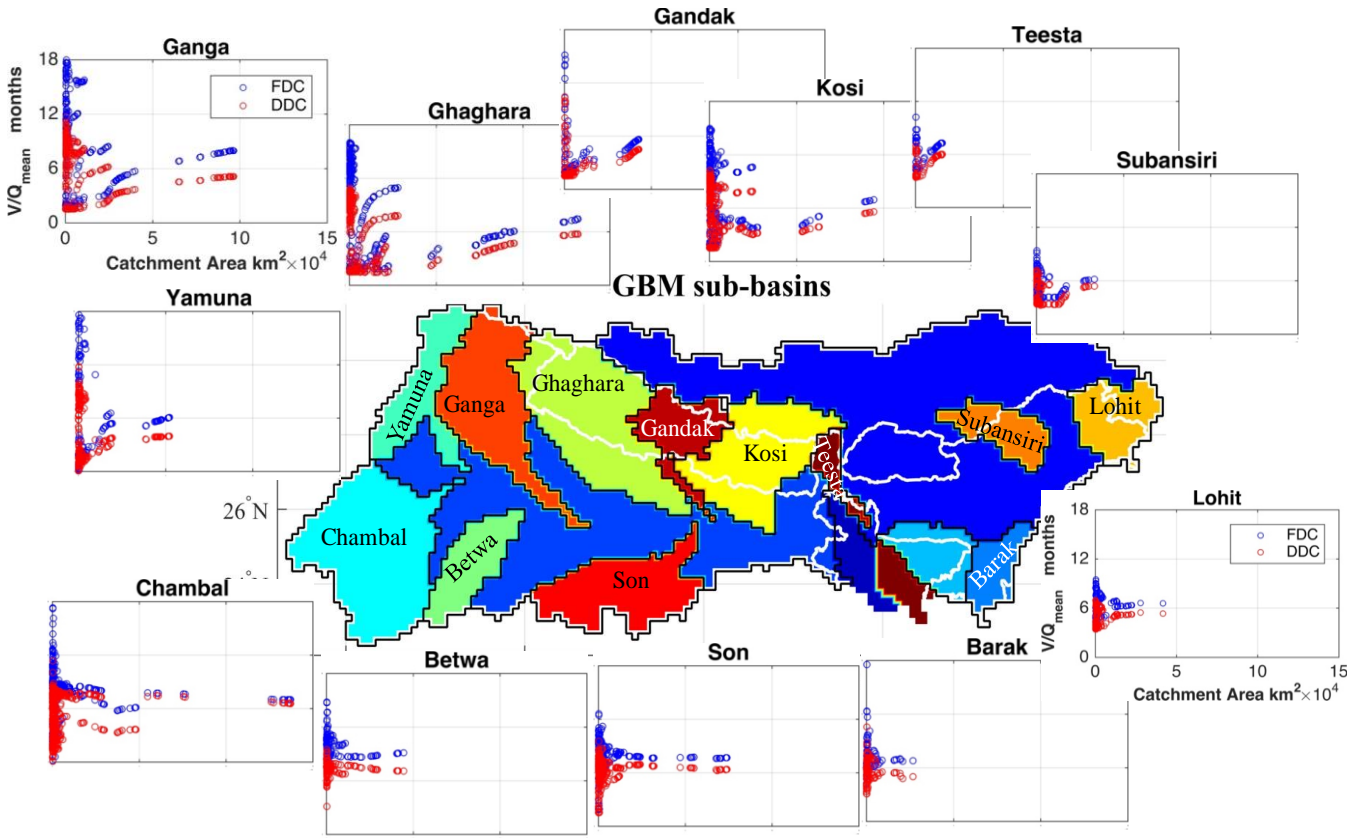 Gandak
Ganga
Teesta
18
FDC
DDC
12
6
0
V/Q_mean months
0 5 10 15
Catchment Area km²×10⁴
Kosi
Ghaghara
Subansiri
GBM sub-basins
Yamuna
Yamuna
Ganga
Ghaghara
Gandak
Kosi
Teesta
Subansiri
Lohit
26°N
Chambal
Betwa
Son
Barak
Lohit
18
FDC
DDC
12
6
0
V/Q_mean months
0 5 10 15
Catchment Area km²×10⁴
Chambal
Betwa
Son
Barak